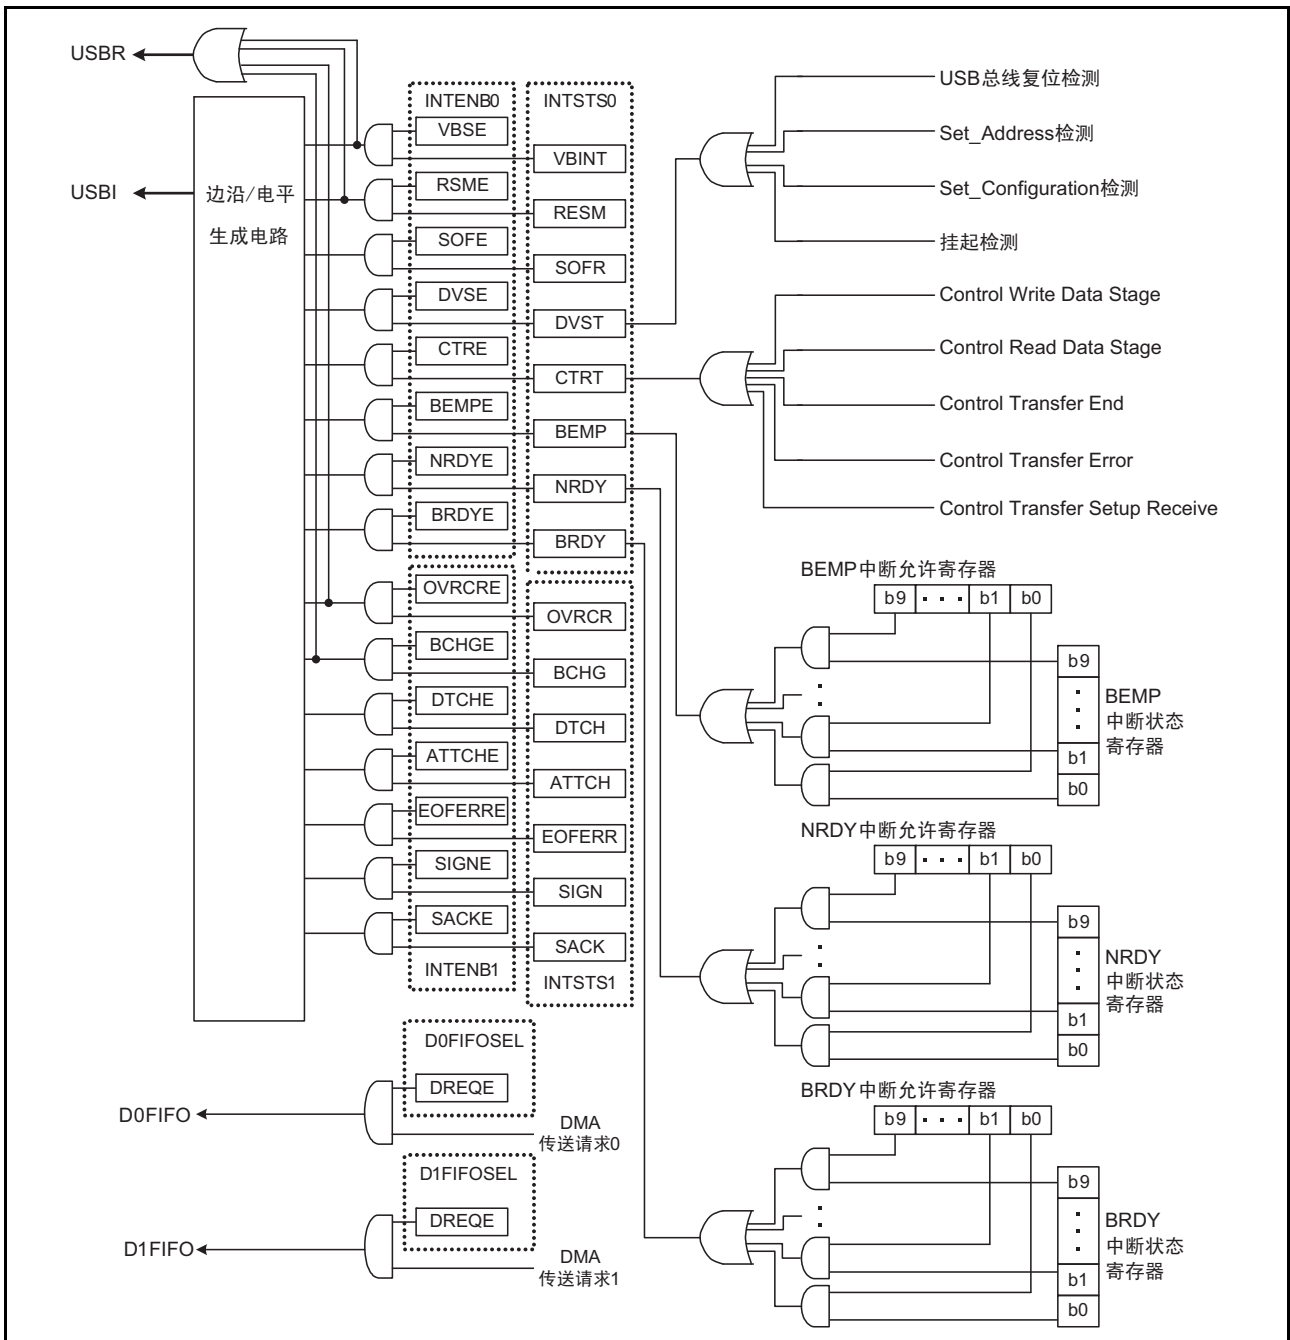 USBR
USBI
边沿/电平
生成电路
INTENB0
VBSE
RSME
SOFE
DVSE
CTRE
BEMPE
NRDYE
BRDYE
OVRCRE
BCHGE
DTCHE
ATTCHE
EOFERRE
SIGNE
SACKE
INTENB1
INTSTS0
VBINT
RESM
SOFR
DVST
CTRT
BEMP
NRDY
BRDY
OVRCR
BCHG
DTCH
ATTCH
EOFERR
SIGN
SACK
INTSTS1
USB总线复位检测
Set_Address检测
Set_Configuration检测
挂起检测
Control Write Data Stage
Control Read Data Stage
Control Transfer End
Control Transfer Error
Control Transfer Setup Receive
BEMP中断允许寄存器
b9 ··· b1 b0
b9
b1
b0
BEMP
中断状态
寄存器
NRDY中断允许寄存器
b9 ··· b1 b0
b9
b1
b0
NRDY
中断状态
寄存器
BRDY中断允许寄存器
b9 ··· b1 b0
b9
b1
b0
BRDY
中断状态
寄存器
D0FIFOSEL
DREQE
D0FIFO
DMA
传送请求0
D1FIFOSEL
DREQE
D1FIFO
DMA
传送请求1